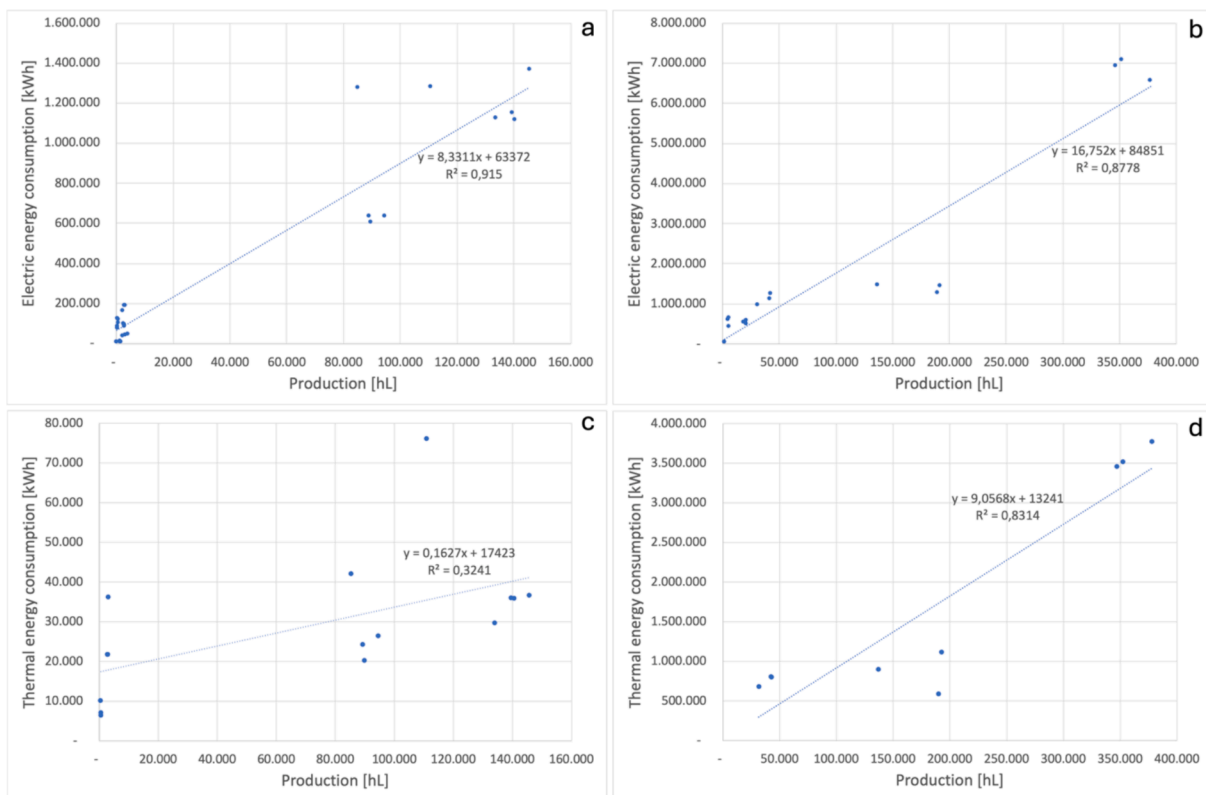 a
1.600.000
1.400.000
1.200.000
1.000.000
800.000
600.000
400.000
200.000
-
Electric energy consumption [kWh]
y = 8,3311x + 63372
R² = 0,915
- 20.000 40.000 60.000 80.000 100.000 120.000 140.000 160.000
Production [hL]
b
8.000.000
7.000.000
6.000.000
5.000.000
4.000.000
3.000.000
2.000.000
1.000.000
-
Electric energy consumption [kWh]
y = 16,752x + 84851
R² = 0,8778
- 50.000 100.000 150.000 200.000 250.000 300.000 350.000 400.000
Production [hL]
c
80.000
70.000
60.000
50.000
40.000
30.000
20.000
10.000
-
Thermal energy consumption [kWh]
y = 0,1627x + 17423
R² = 0,3241
- 20.000 40.000 60.000 80.000 100.000 120.000 140.000 160.000
Production [hL]
d
4.000.000
3.500.000
3.000.000
2.500.000
2.000.000
1.500.000
1.000.000
500.000
-
Thermal energy consumption [kWh]
y = 9,0568x + 13241
R² = 0,8314
- 50.000 100.000 150.000 200.000 250.000 300.000 350.000 400.000
Production [hL]